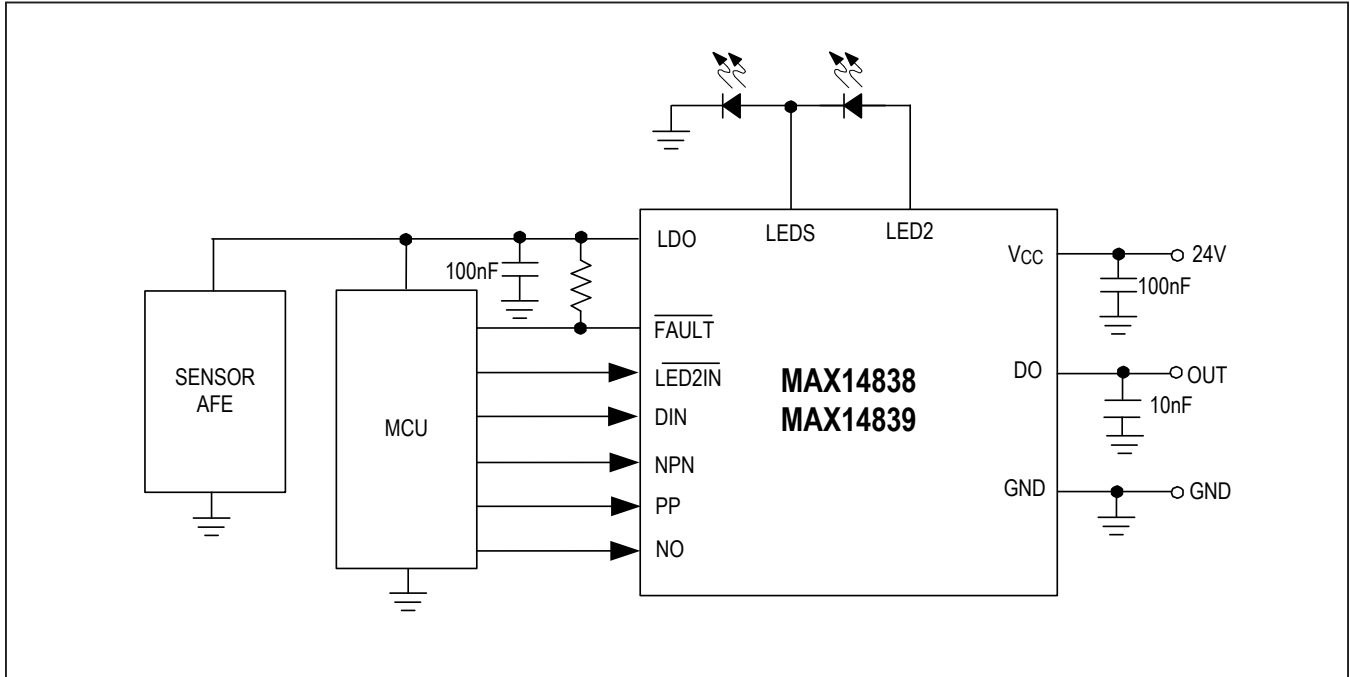 LDO
LEDS
LED2
VCC
24V
100nF
100nF
FAULT
SENSOR
AFE
MCU
LED2IN
DIN
NPN
PP
NO
MAX14838
MAX14839
DO
OUT
10nF
GND
GND